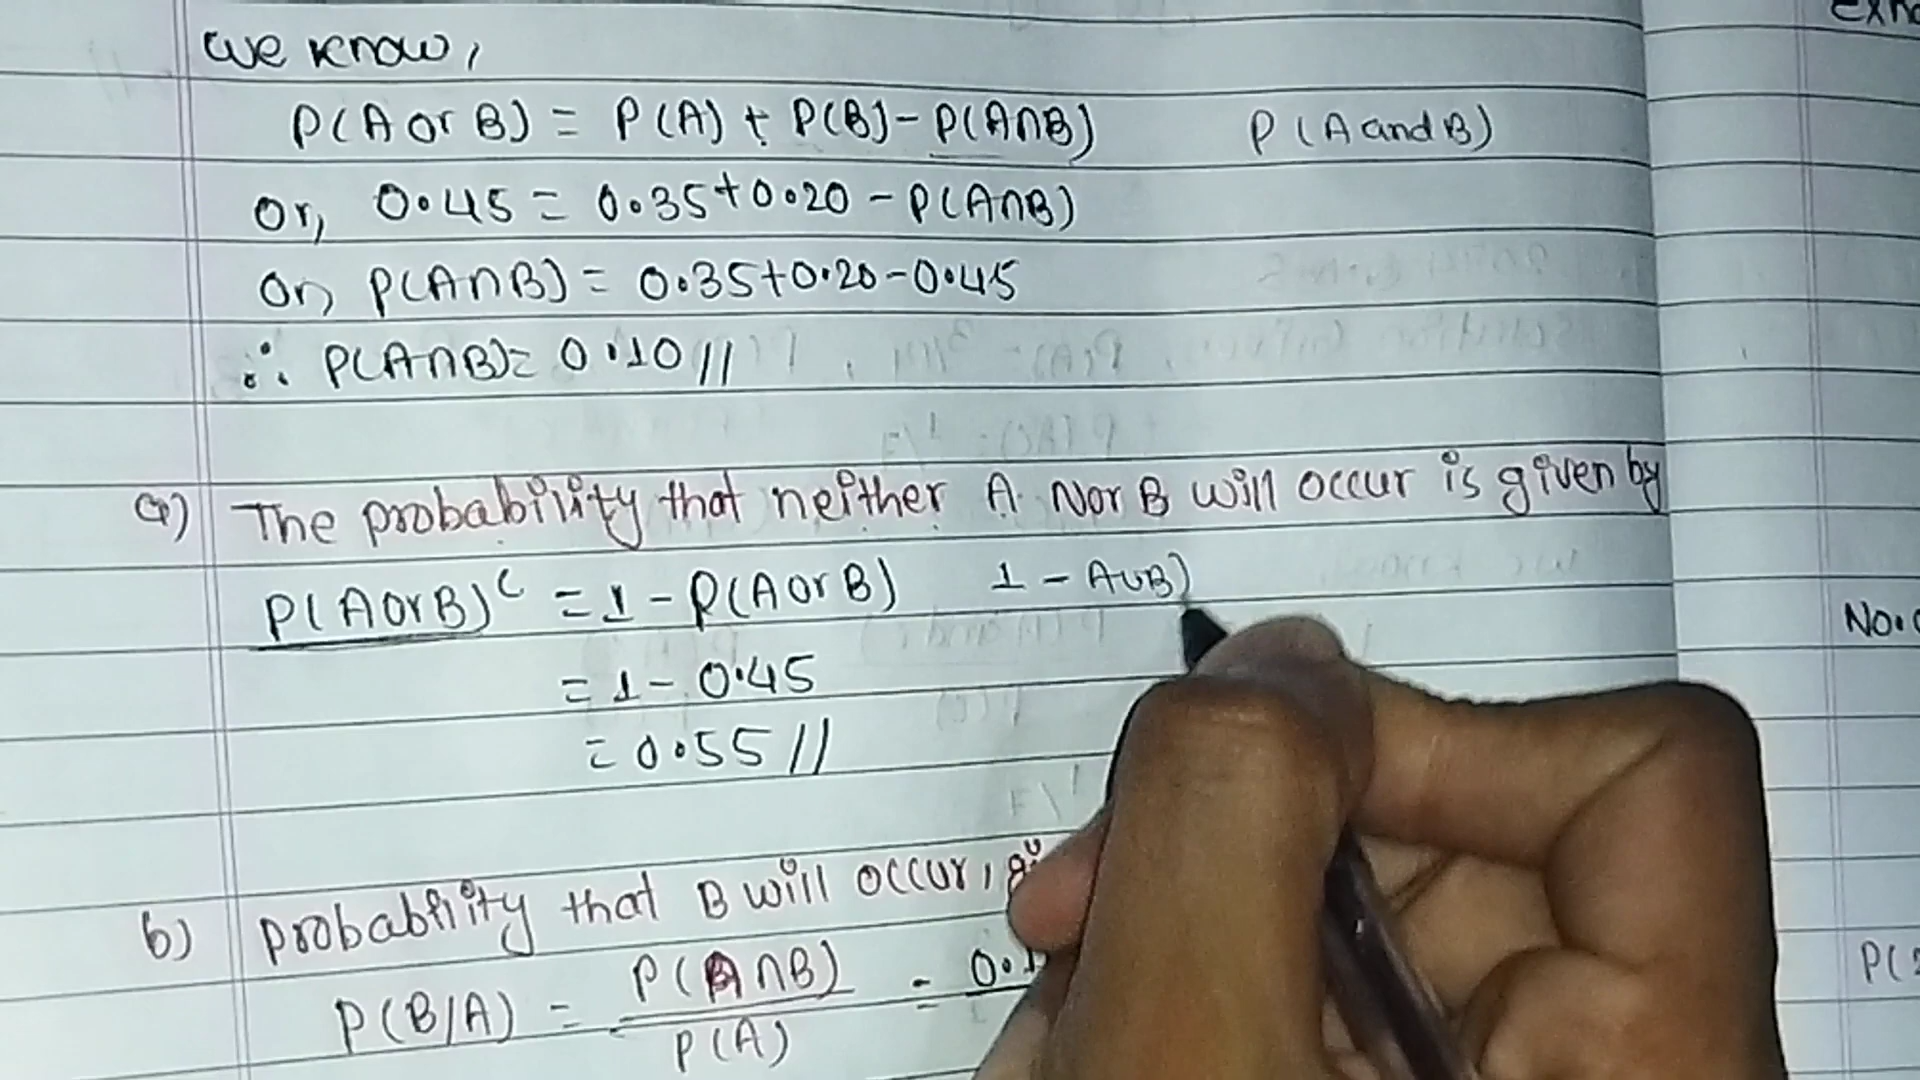 We know,
P(A or B) = P(A) + P(B) - P(A∩B) P(A and B)
or, 0.45 = 0.35+0.20 - P(A∩B)
or, P(A∩B) = 0.35+0.20-0.45
∴ P(A∩B)= 0.10//
a) The probability that neither A Nor B will occur is given by
P(A or B)ᶜ = 1 - P(A or B) 1 - A∪B)
= 1 - 0.45
= 0.55//
b) probability that B will occur,
P(B/A) = P(A∩B) / P(A) =
No.